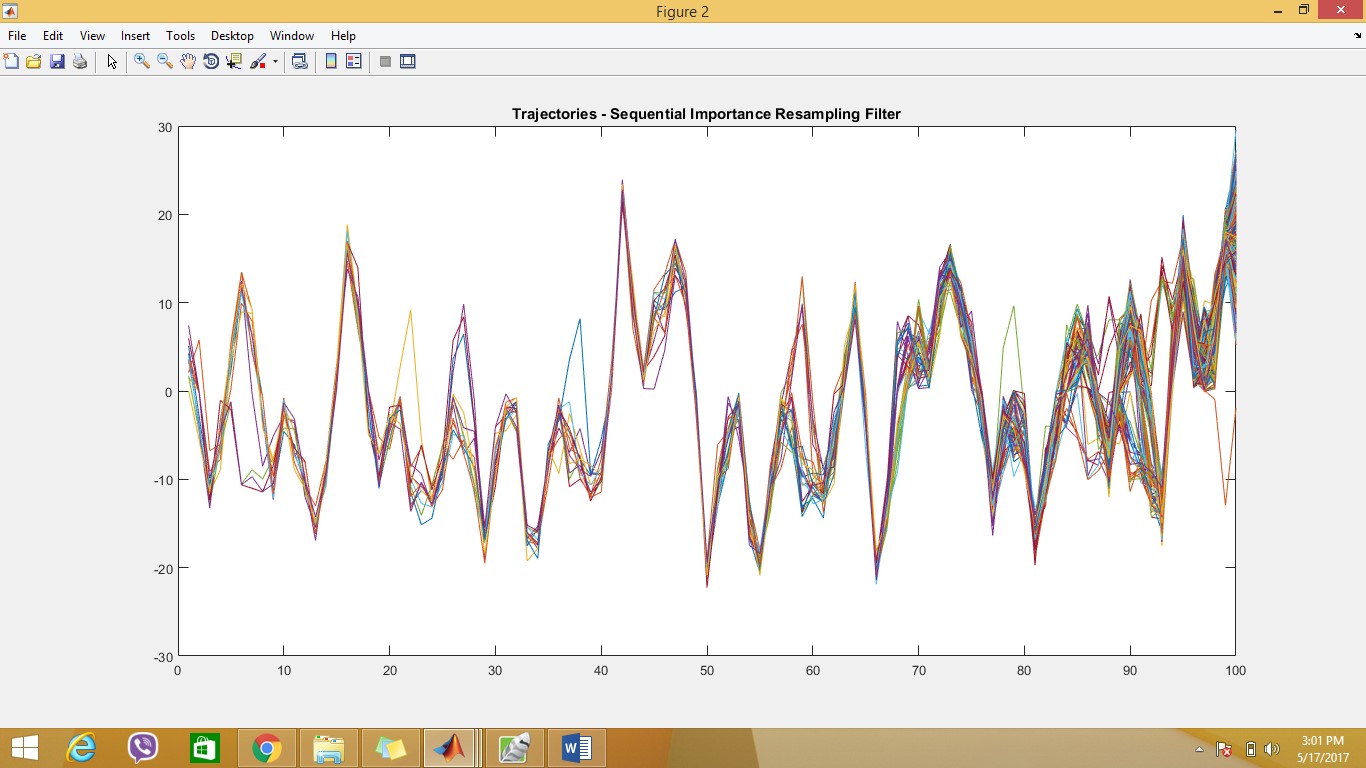 Figure 2
File Edit View Insert Tools Desktop Window Help
Trajectories - Sequential Importance Resampling Filter
30
20
10
0
-10
-20
-30
0 10 20 30 40 50 60 70 80 90 100
3:01 PM
5/17/2017